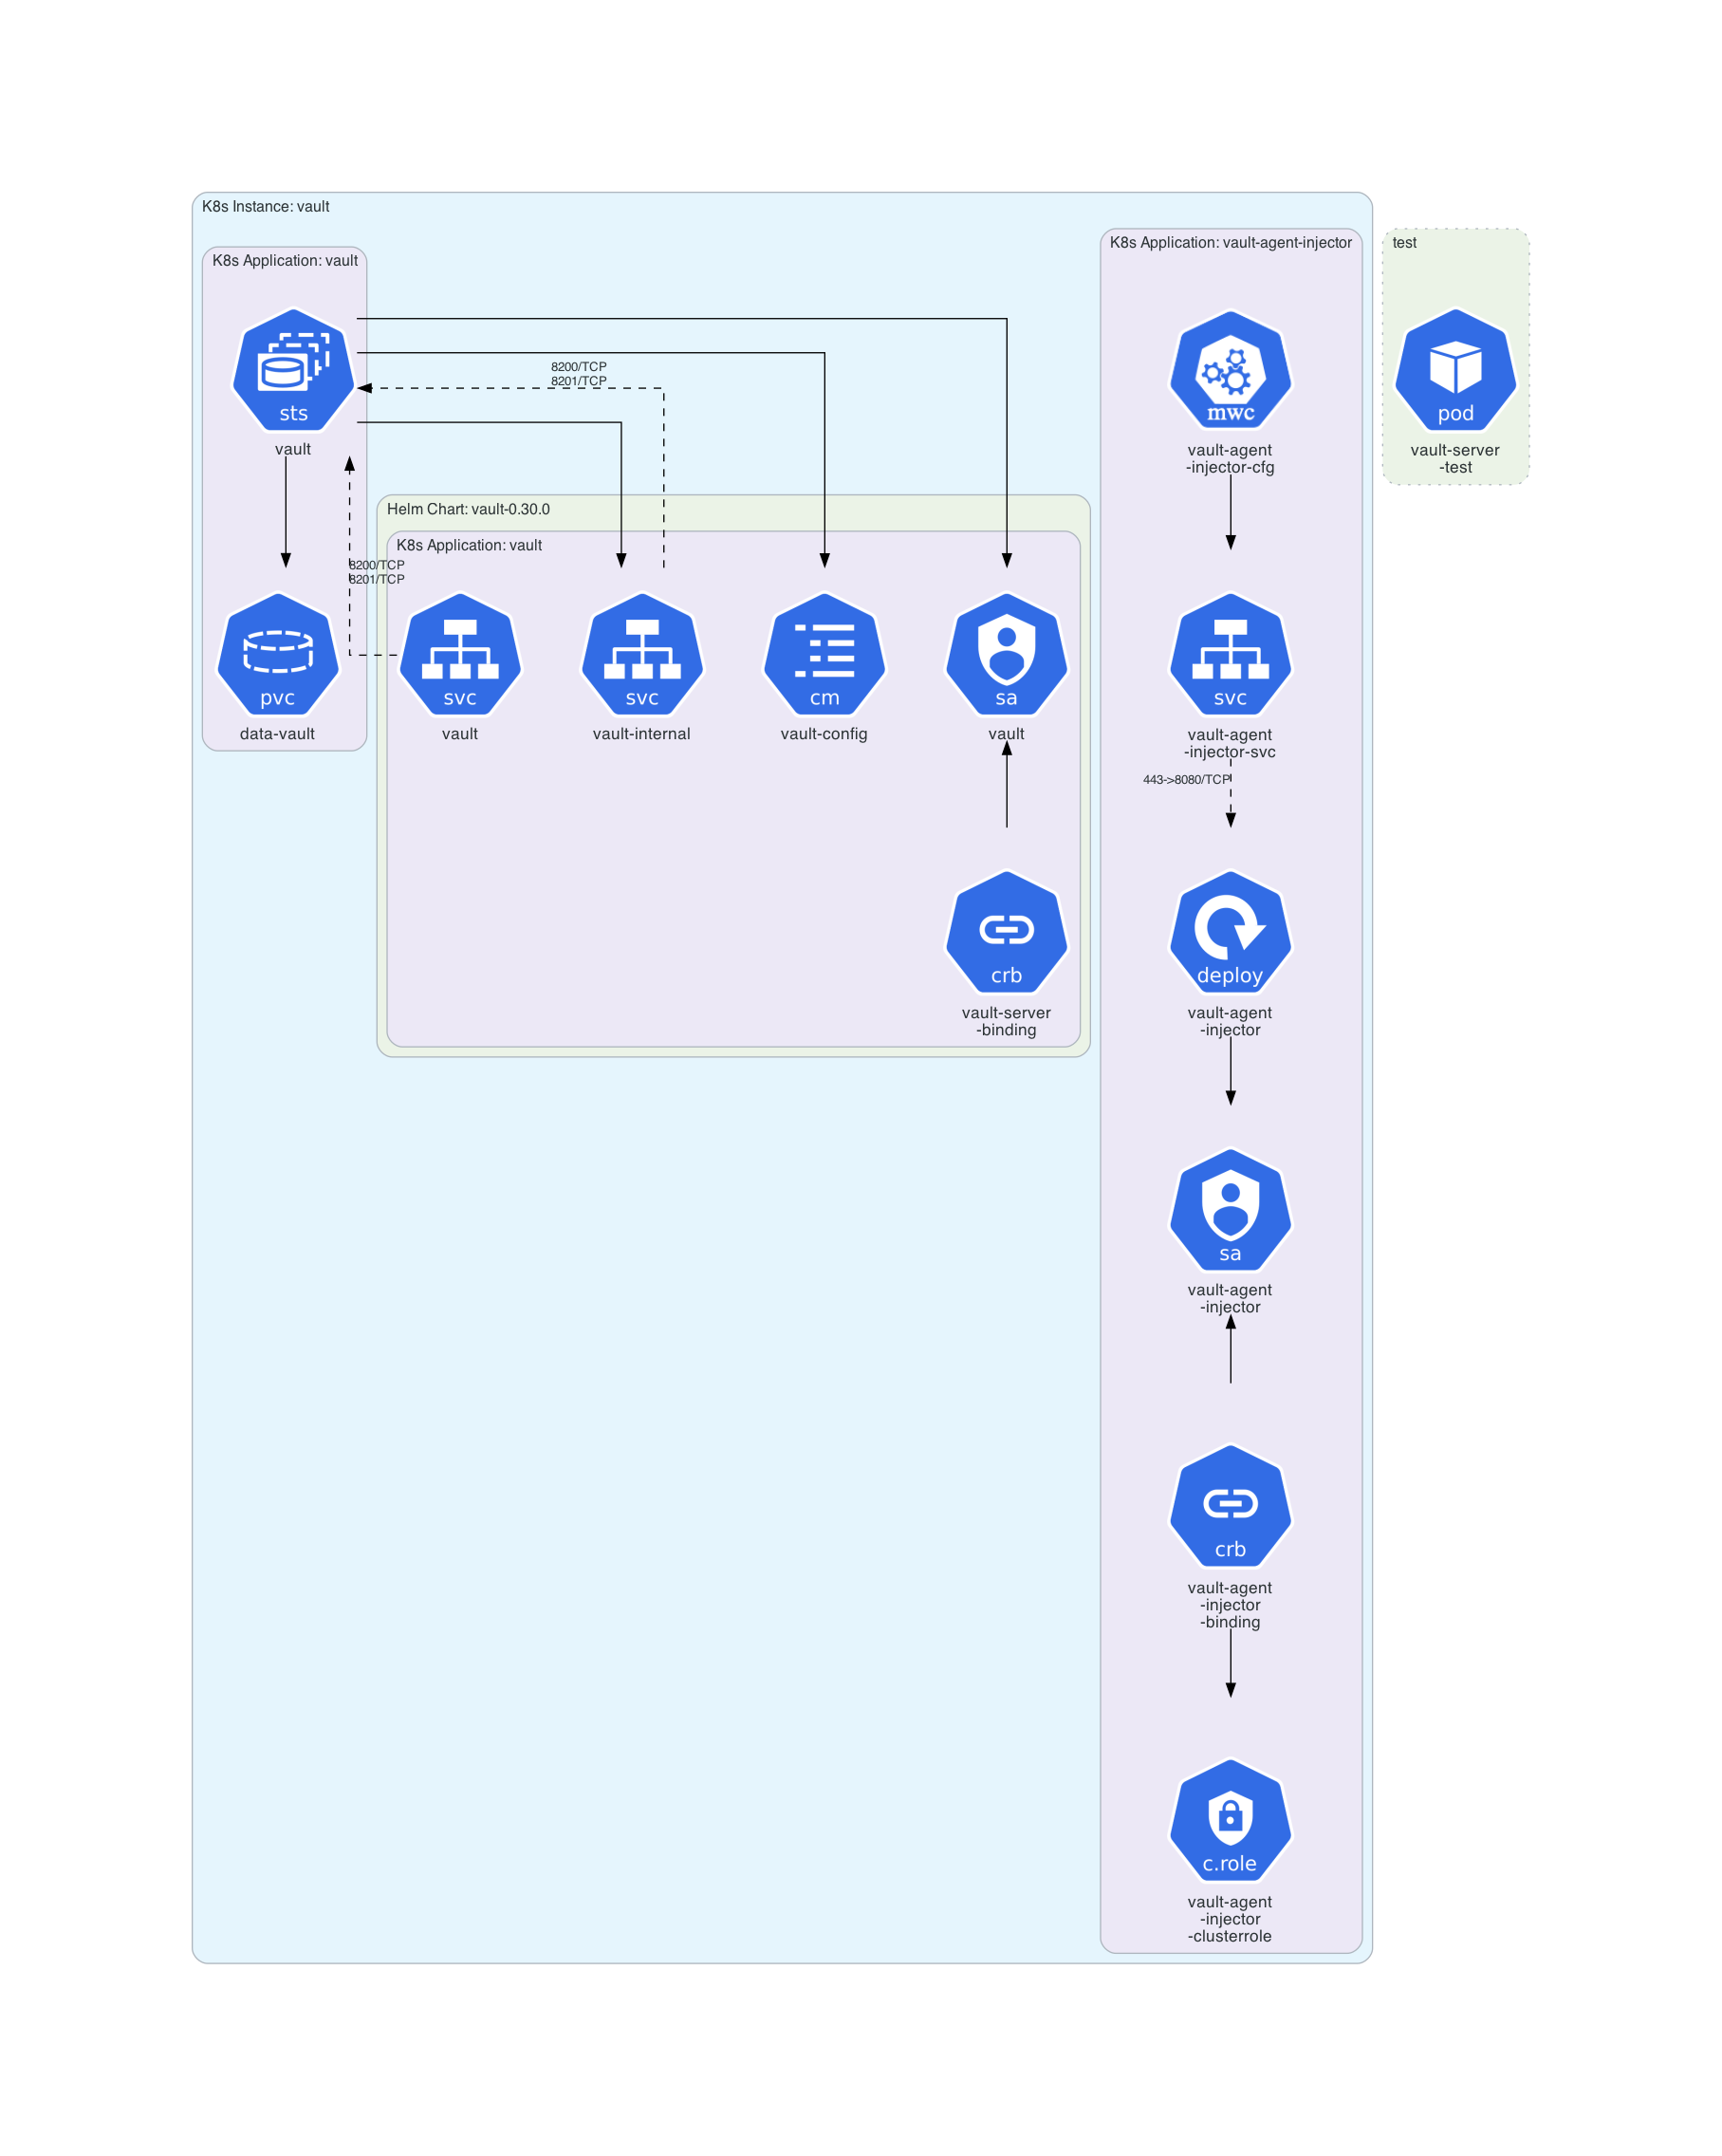 K8s Instance: vault
K8s Application: vault
sts
vault
8200/TCP
8201/TCP
8200/TCP
8201/TCP
pvc
data-vault
Helm Chart: vault-0.30.0
K8s Application: vault
svc
vault
svc
vault-internal
cm
vault-config
sa
vault
crb
vault-server
-binding
K8s Application: vault-agent-injector
mwc
vault-agent
-injector-cfg
svc
vault-agent
-injector-svc
443->8080/TCP
deploy
vault-agent
-injector
sa
vault-agent
-injector
crb
vault-agent
-injector
-binding
c.role
vault-agent
-injector
-clusterrole
test
pod
vault-server
-test